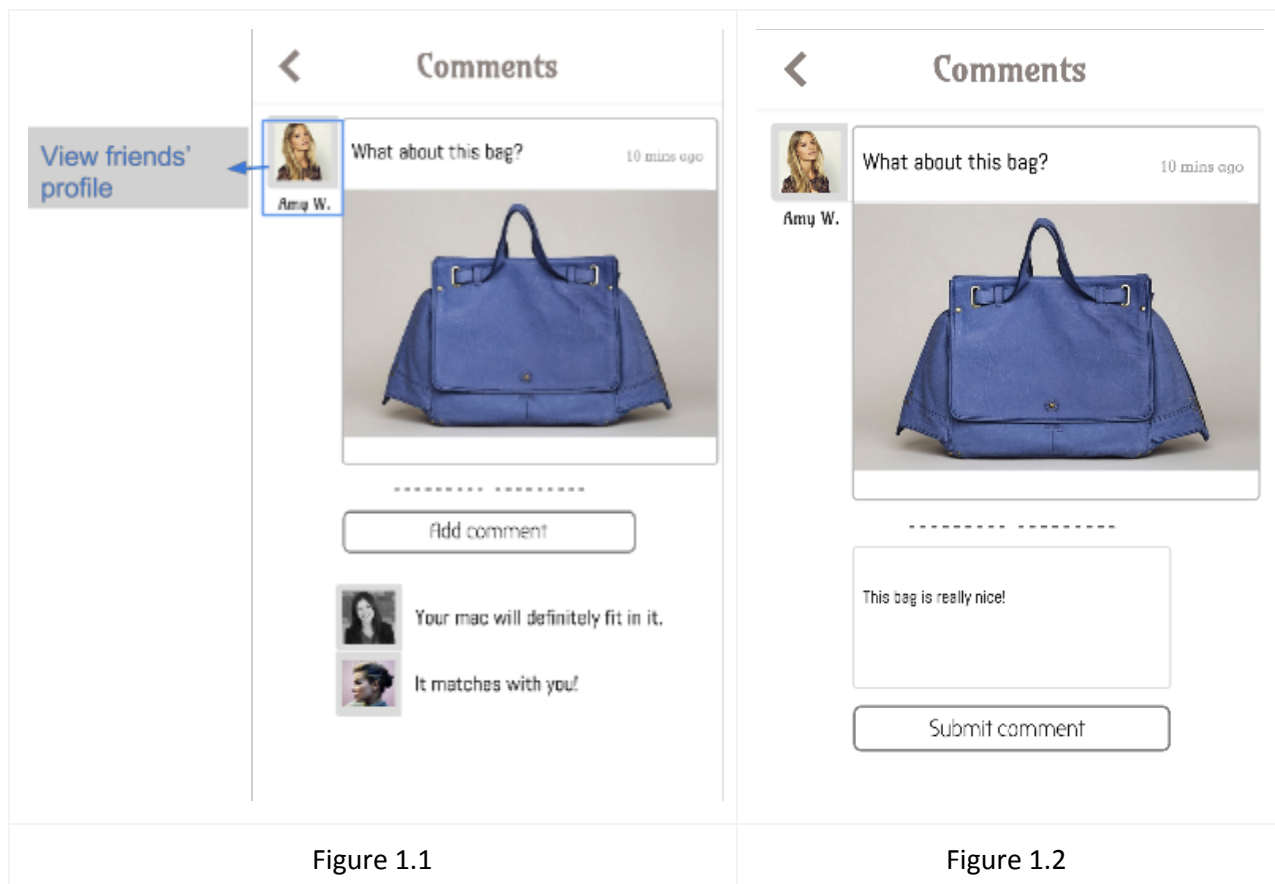 Comments
View friends'
profile
What about this bag?
10 mins ago
Amy W.
Add comment
Your mac will definitely fit in it.
It matches with you!
Figure 1.1
Comments
What about this bag?
10 mins ago
Amy W.
This bag is really nice!
Submit comment
Figure 1.2